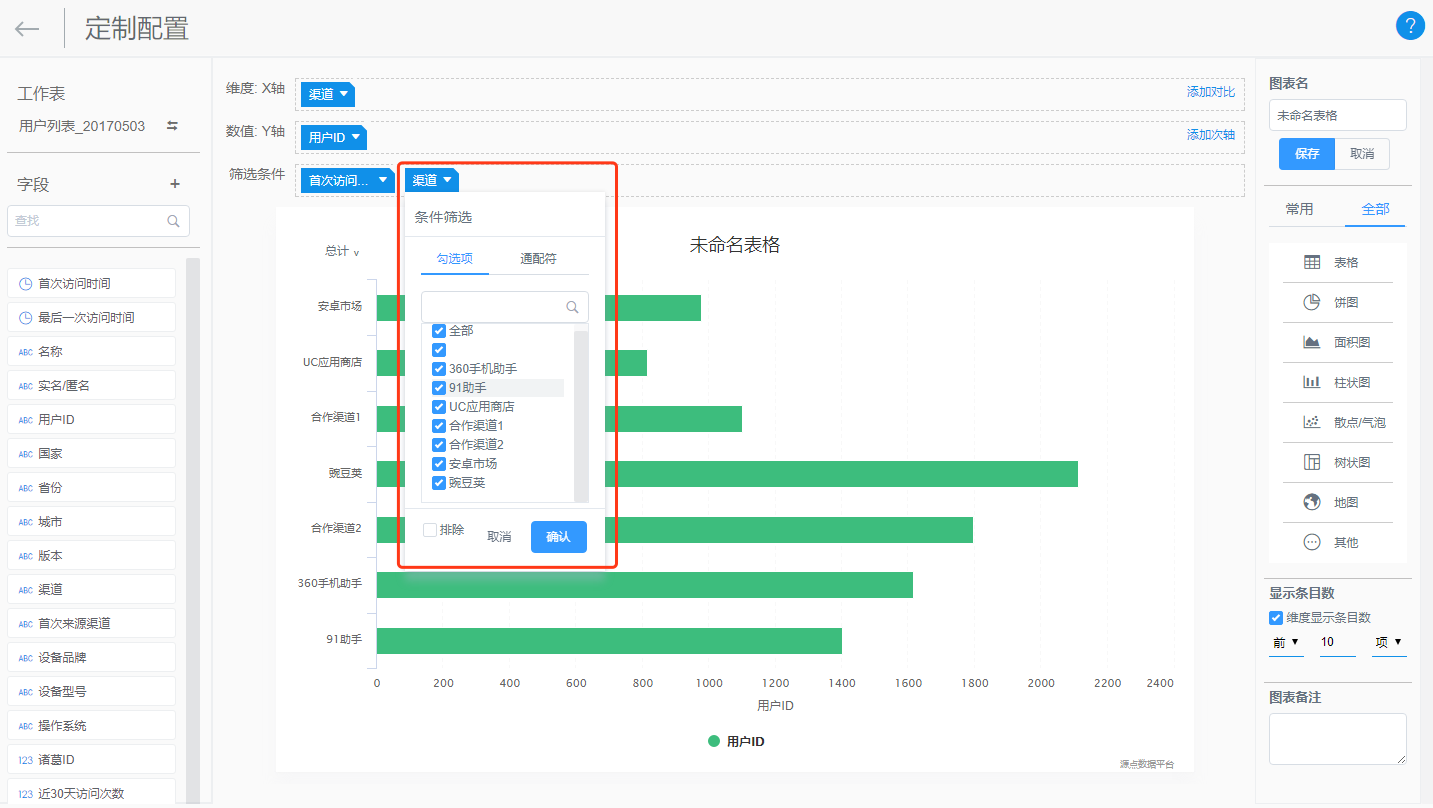 定制配置
?
工作表
用户列表_20170503
字段
+
查找
首次访问时间
最后一次访问时间
ABC 名称
ABC 实名/匿名
ABC 用户ID
ABC 国家
ABC 省份
ABC 城市
ABC 版本
ABC 渠道
ABC 首次来源渠道
ABC 设备品牌
ABC 设备型号
ABC 操作系统
123 诸葛ID
123 近30天访问次数
维度: X轴
渠道
添加对比
数值: Y轴
用户ID
添加次轴
筛选条件
首次访问...
渠道
条件筛选
勾选项
通配符
全部
360手机助手
91助手
UC应用商店
合作渠道1
合作渠道2
安卓市场
豌豆荚
排除
取消
确认
总计 v
未命名表格
安卓市场
UC应用商店
合作渠道1
豌豆荚
合作渠道2
360手机助手
91助手
0 200 400 600 800 1000 1200 1400 1600 1800 2000 2200 2400
用户ID
用户ID
源点数据平台
图表名
未命名表格
保存
取消
常用
全部
表格
饼图
面积图
柱状图
散点/气泡
树状图
地图
其他
显示条目数
维度显示条目数
前 10 项
图表备注